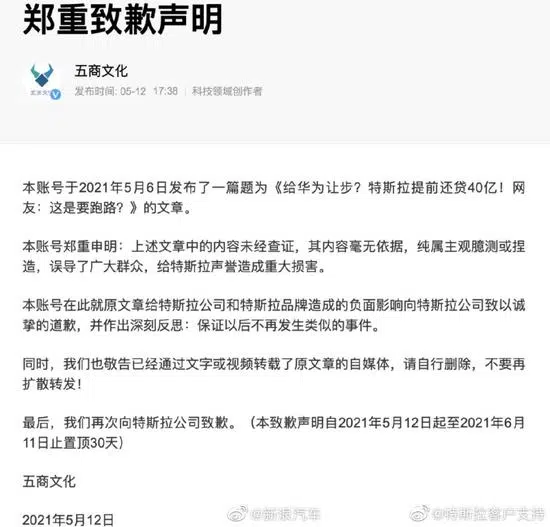 郑重致歉声明
五商文化
发布时间: 05-12 17:38 | 科技领域创作者
本账号于2021年5月6日发布了一篇题为《给华为让步？特斯拉提前还贷40亿！网
友：这是要跑路？》的文章。
本账号郑重申明：上述文章中的内容未经查证，其内容毫无依据，纯属主观臆测或捏
造，误导了广大群众，给特斯拉声誉造成重大损害。
本账号在此就原文章给特斯拉公司和特斯拉品牌造成的负面影响向特斯拉公司致以诚
挚的道歉，并作出深刻反思：保证以后不再发生类似的事件。
同时，我们也敬告已经通过文字或视频转载了原文章的自媒体，请自行删除，不要再
扩散转发！
最后，我们再次向特斯拉公司致歉。（本致歉声明自2021年5月12日起至2021年6月
11日止置顶30天）
五商文化
2021年5月12日
@新浪汽车
@特斯拉客户支持